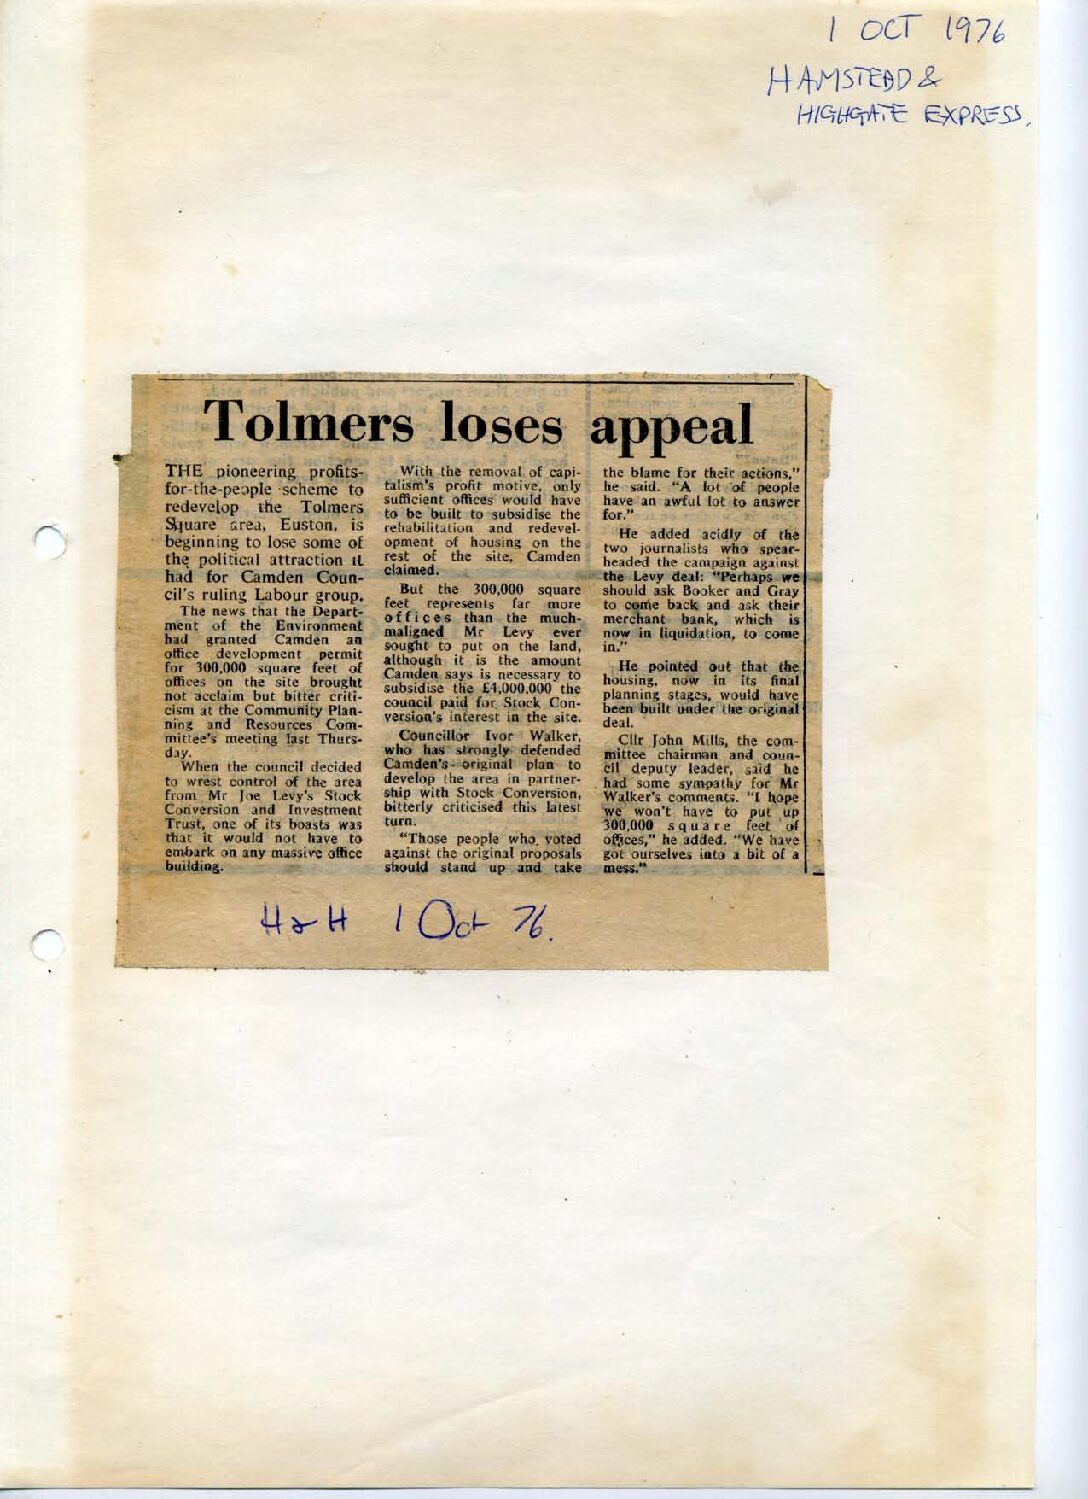 1 OCT 1976
HAMSTEAD &
HIGHGATE EXPRESS.
Tolmers loses appeal
THE pioneering profits-
for-the-people scheme to
redevelop the Tolmers
Square area, Euston, is
beginning to lose some of
the political attraction it
had for Camden Coun-
cil's ruling Labour group.
The news that the Depart-
ment of the Environment
had granted Camden an
office development permit
for 300,000 square feet of
offices on the site brought
not acclaim but bitter criti-
cism at the Community Plan-
ning and Resources Com-
mittee's meeting last Thurs-
day.
When the council decided
to wrest control of the area
from Mr Joe Levy's Stock
Conversion and Investment
Trust, one of its boasts was
that it would not have to
embark on any massive office
building.
With the removal of capi-
talism's profit motive, only
sufficient offices would have
to be built to subsidise the
rehabilitation and redevel-
opment of housing on the
rest of the site, Camden
claimed.
But the 300,000 square
feet represents far more
offices than the much-
maligned Mr Levy ever
sought to put on the land,
although it is the amount
Camden says is necessary to
subsidise the £4,000,000 the
council paid for Stock Con-
version's interest in the site.
Councillor Ivor Walker,
who has strongly defended
Camden's original plan to
develop the area in partner-
ship with Stock Conversion,
bitterly criticised this latest
turn.
"Those people who voted
against the original proposals
should stand up and take
the blame for their actions,"
he said. "A lot of people
have an awful lot to answer
for."
He added acidly of the
two journalists who spear-
headed the campaign against
the Levy deal: "Perhaps we
should ask Booker and Gray
to come back and ask their
merchant bank, which is
now in liquidation, to come
in."
He pointed out that the
housing, now in its final
planning stages, would have
been built under the original
deal.
Cllr John Mills, the com-
mittee chairman and coun-
cil deputy leader, said he
had some sympathy for Mr
Walker's comments. "I hope
we won't have to put up
300,000 square feet of
offices," he added. "We have
got ourselves into a bit of a
mess."
H & H 1 Oct 76.